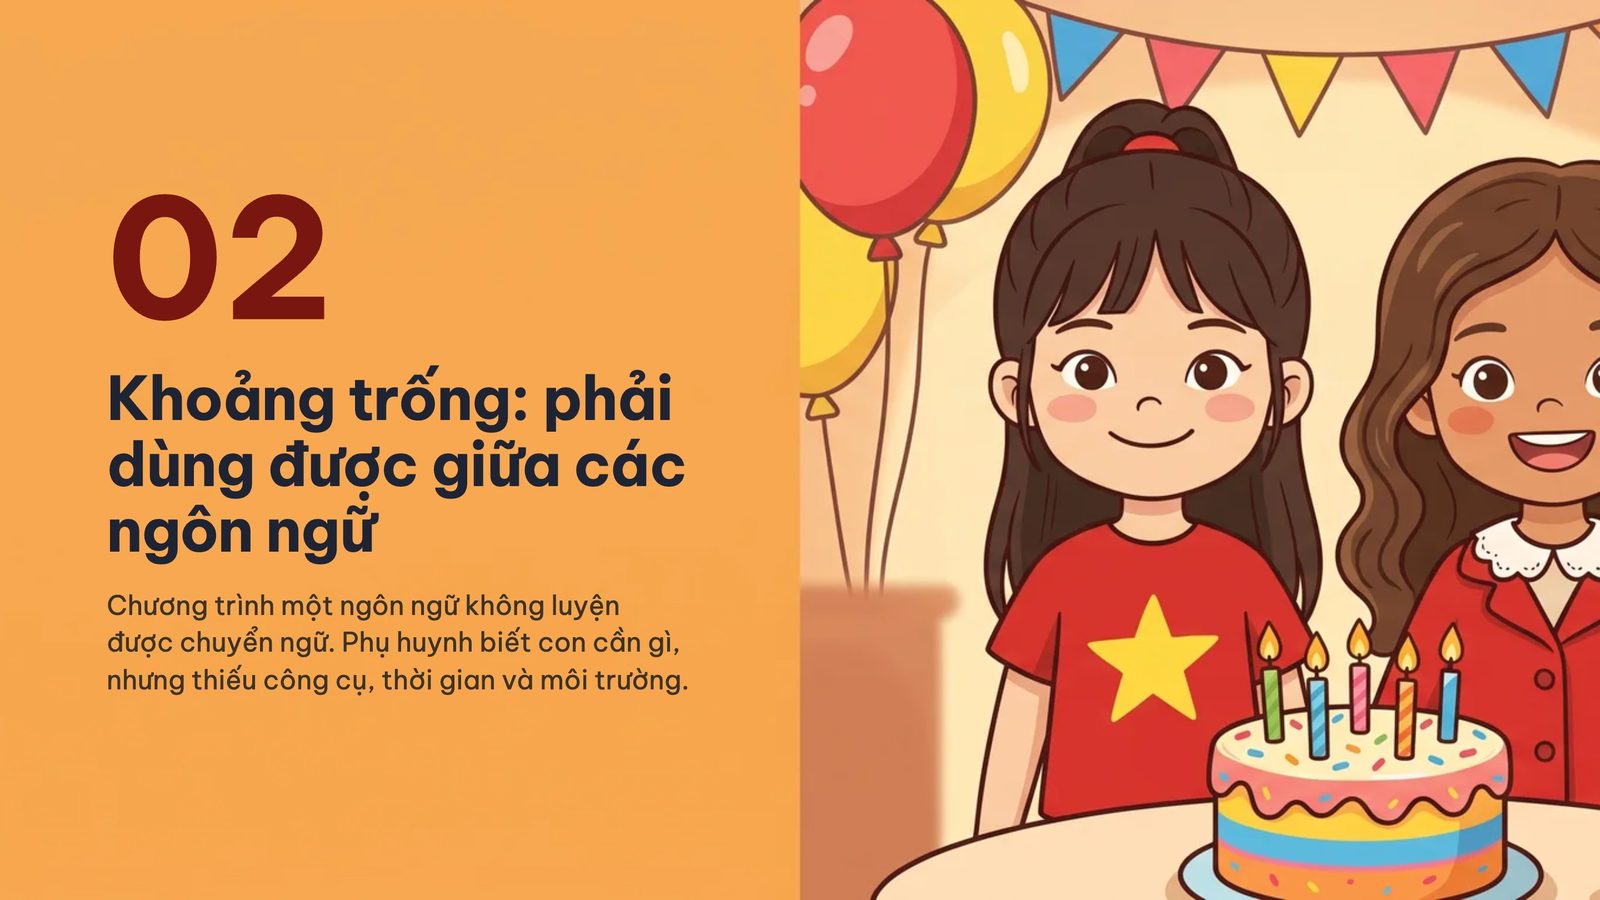 02
Khoảng trống: phải
dùng được giữa các
ngôn ngữ
Chương trình một ngôn ngữ không luyện
được chuyển ngữ. Phụ huynh biết con cần gì,
nhưng thiếu công cụ, thời gian và môi trường.